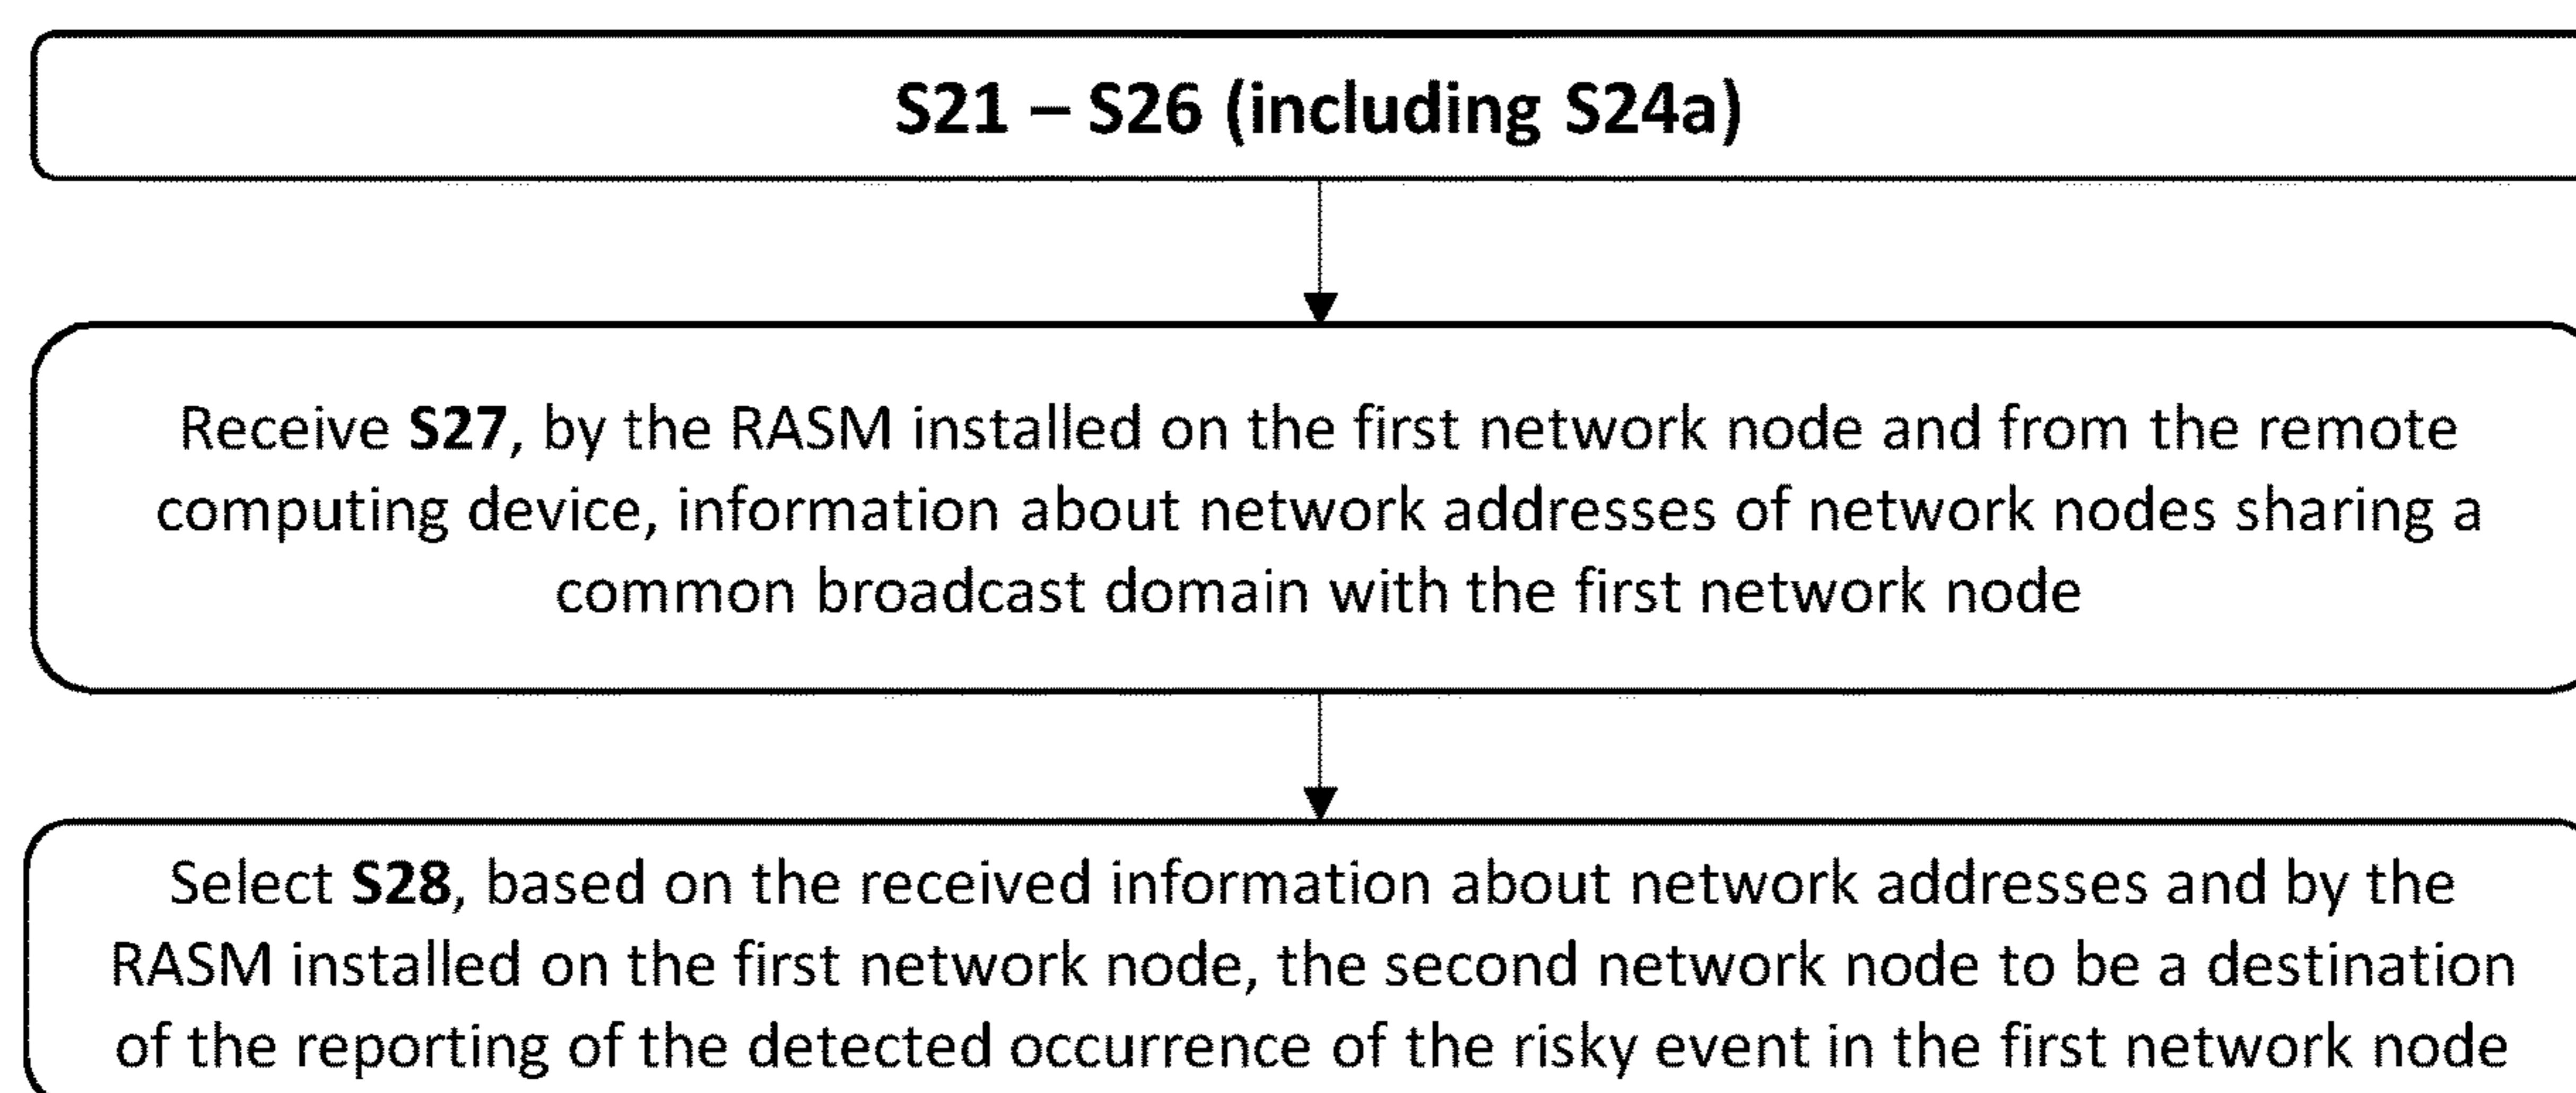 S21 – S26 (including S24a)
Receive S27, by the RASM installed on the first network node and from the remote
computing device, information about network addresses of network nodes sharing a
common broadcast domain with the first network node
Select S28, based on the received information about network addresses and by the
RASM installed on the first network node, the second network node to be a destination
of the reporting of the detected occurrence of the risky event in the first network node